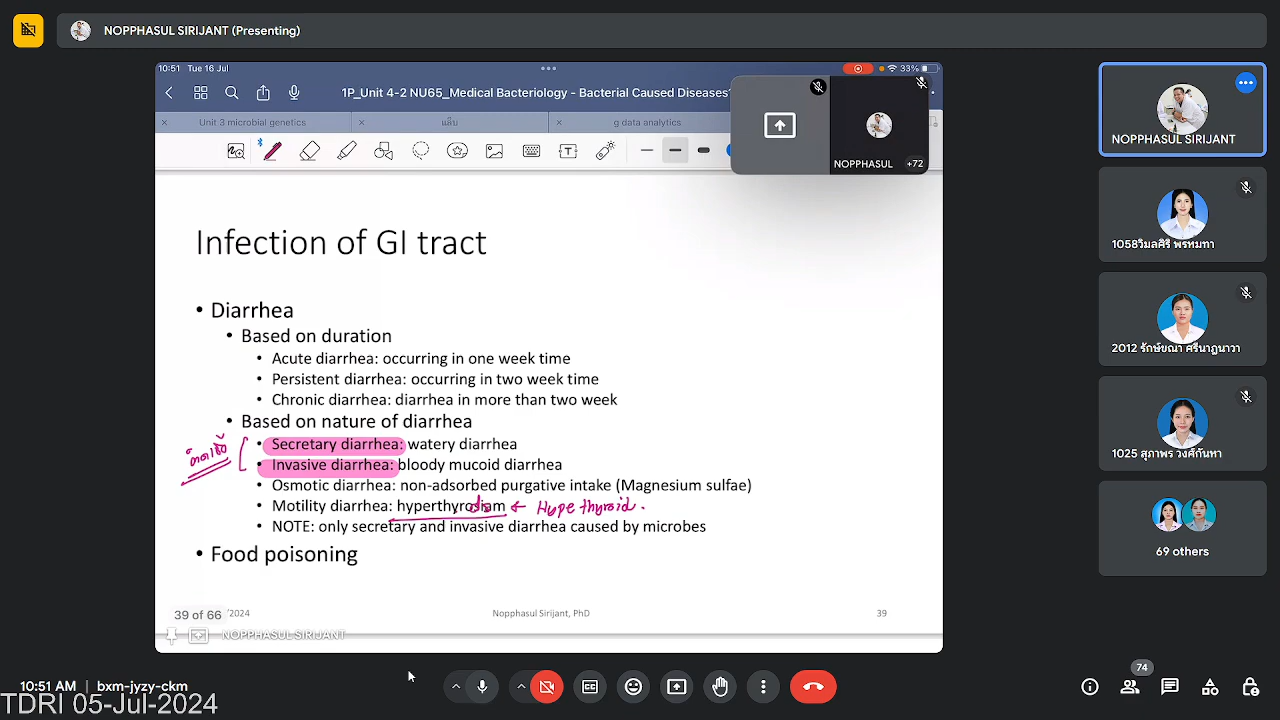 NOPPHASUL SIRIJANT (Presenting)
10:51 Tue 16 Jul
33%
1P_Unit 4-2 NU65_Medical Bacteriology - Bacterial Caused Diseases
Unit 3 microbial genetics
แล็บ
g data analytics
NOPPHASUL
+72
Infection of GI tract
• Diarrhea
• Based on duration
• Acute diarrhea: occurring in one week time
• Persistent diarrhea: occurring in two week time
• Chronic diarrhea: diarrhea in more than two week
• Based on nature of diarrhea
• Secretary diarrhea: watery diarrhea
• Invasive diarrhea: bloody mucoid diarrhea
• Osmotic diarrhea: non-adsorbed purgative intake (Magnesium sulfae)
• Motility diarrhea: hyperthyrodiam ← Hype thyroid.
• NOTE: only secretary and invasive diarrhea caused by microbes
• Food poisoning
39 of 66
/2024
Nopphasul Sirijant, PhD
39
NOPPHASUL SIRIJANT
NOPPHASUL SIRIJANT
1058วิมลศิริ พรหมทา
2012 รักษ์ขณา ศรีนาฎนาวา
1025 สุภาพร วงศ์กันทา
69 others
10:51 AM
bxm-jyzy-ckm
74
TDRI 05-Jul-2024